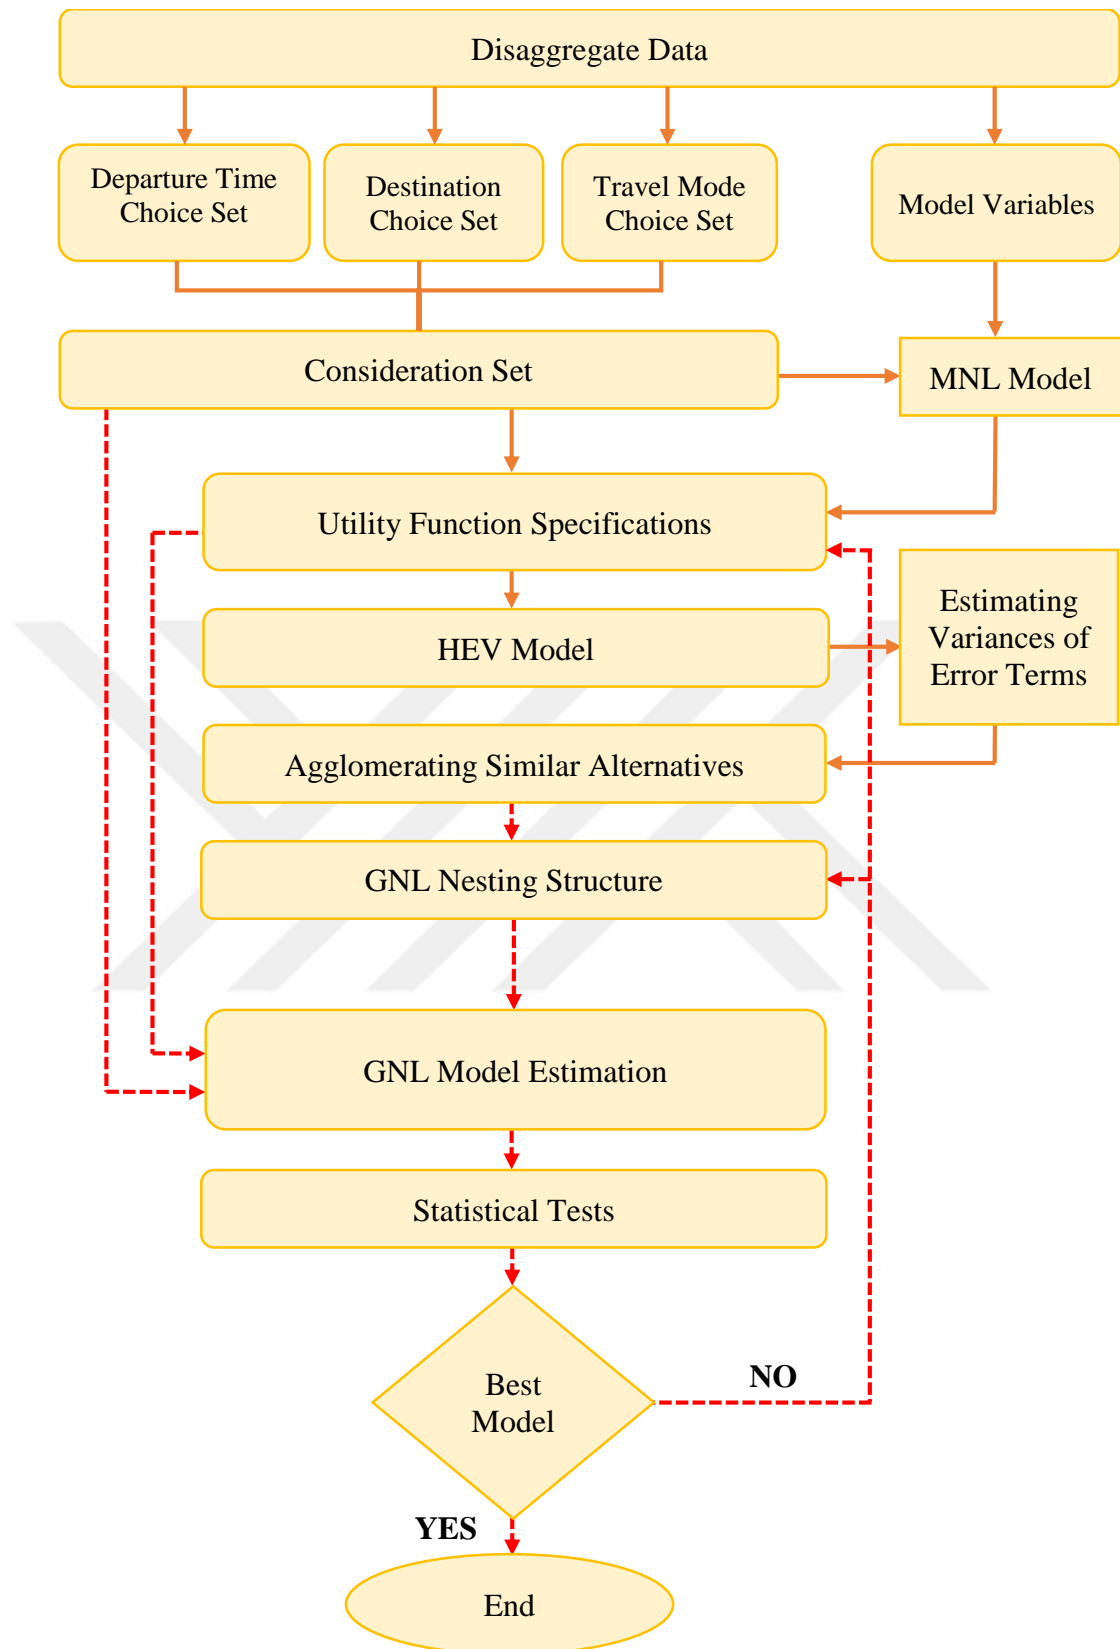 Disaggregate Data
Departure Time
Choice Set
Destination
Choice Set
Travel Mode
Choice Set
Model Variables
Consideration Set
MNL Model
Utility Function Specifications
HEV Model
Estimating
Variances of
Error Terms
Agglomerating Similar Alternatives
GNL Nesting Structure
GNL Model Estimation
Statistical Tests
Best
Model
NO
YES
End